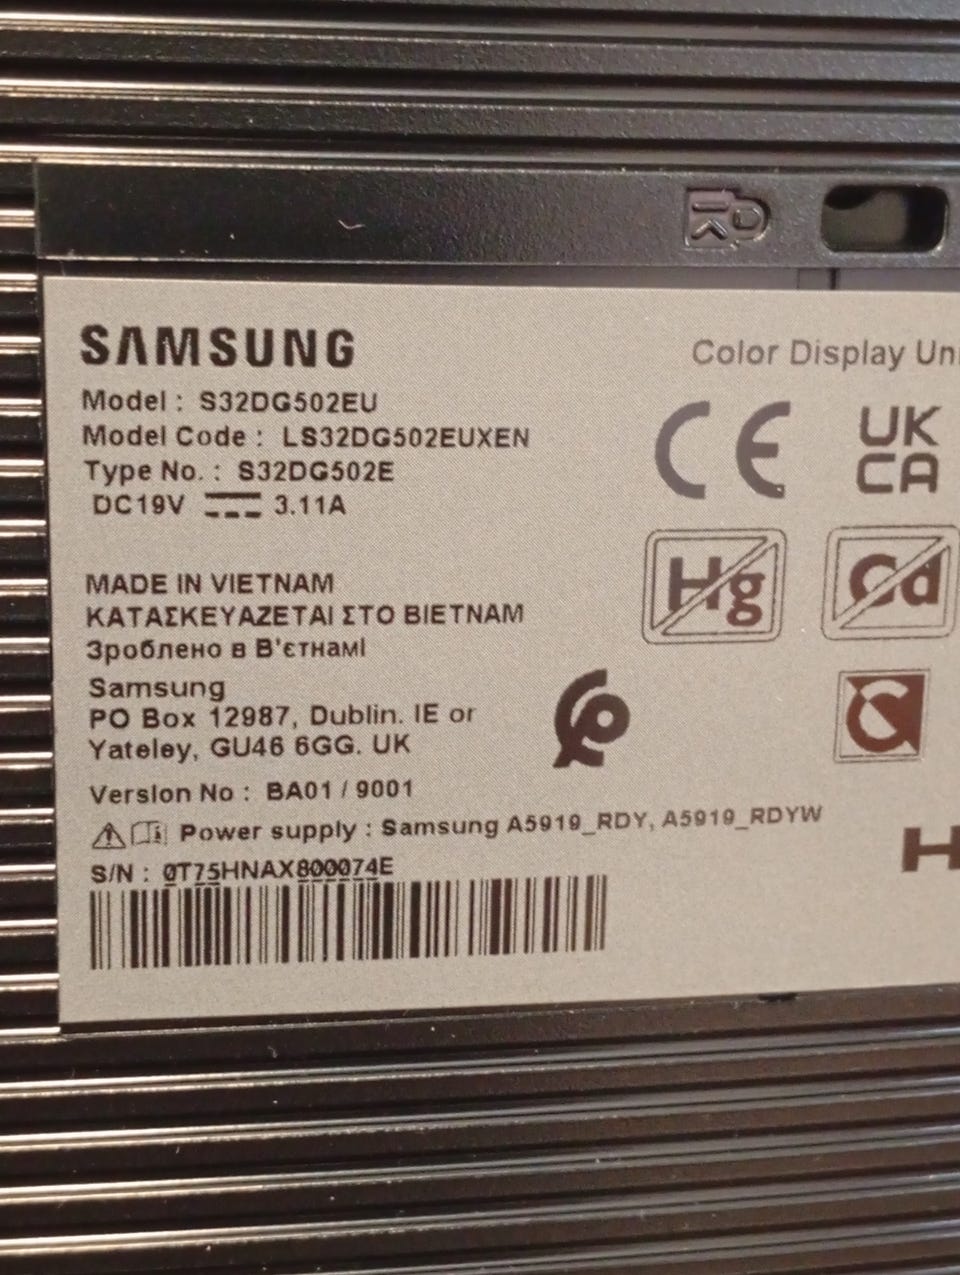 SAMSUNG
Color Display Uni
Model : S32DG502EU
Model Code : LS32DG502EUXEN
Type No. : S32DG502E
DC19V 3.11A
CE
UK
CA
Hg
Cd
MADE IN VIETNAM
ΚΑΤΑΣΚΕΥΑΖΕΤΑΙ ΣΤΟ ΒΙΕΤΝΑΜ
Зроблено в В'єтнамі
Samsung
PO Box 12987, Dublin. IE or
Yateley, GU46 6GG. UK
Version No : BA01 / 9001
Power supply : Samsung A5919_RDY, A5919_RDYW
S/N : 0T75HNAX800074E
H